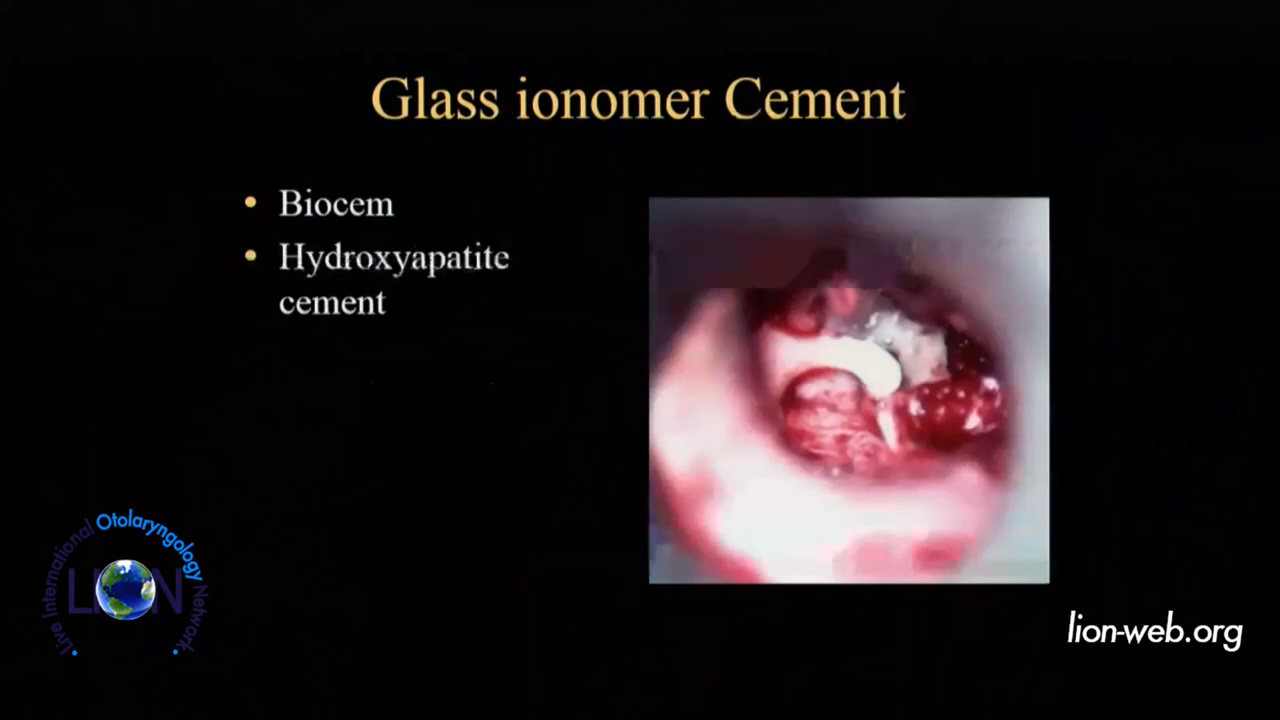 Glass ionomer Cement
• Biocem
• Hydroxyapatite
cement
Live International Otolaryngology Network
LION
lion-web.org